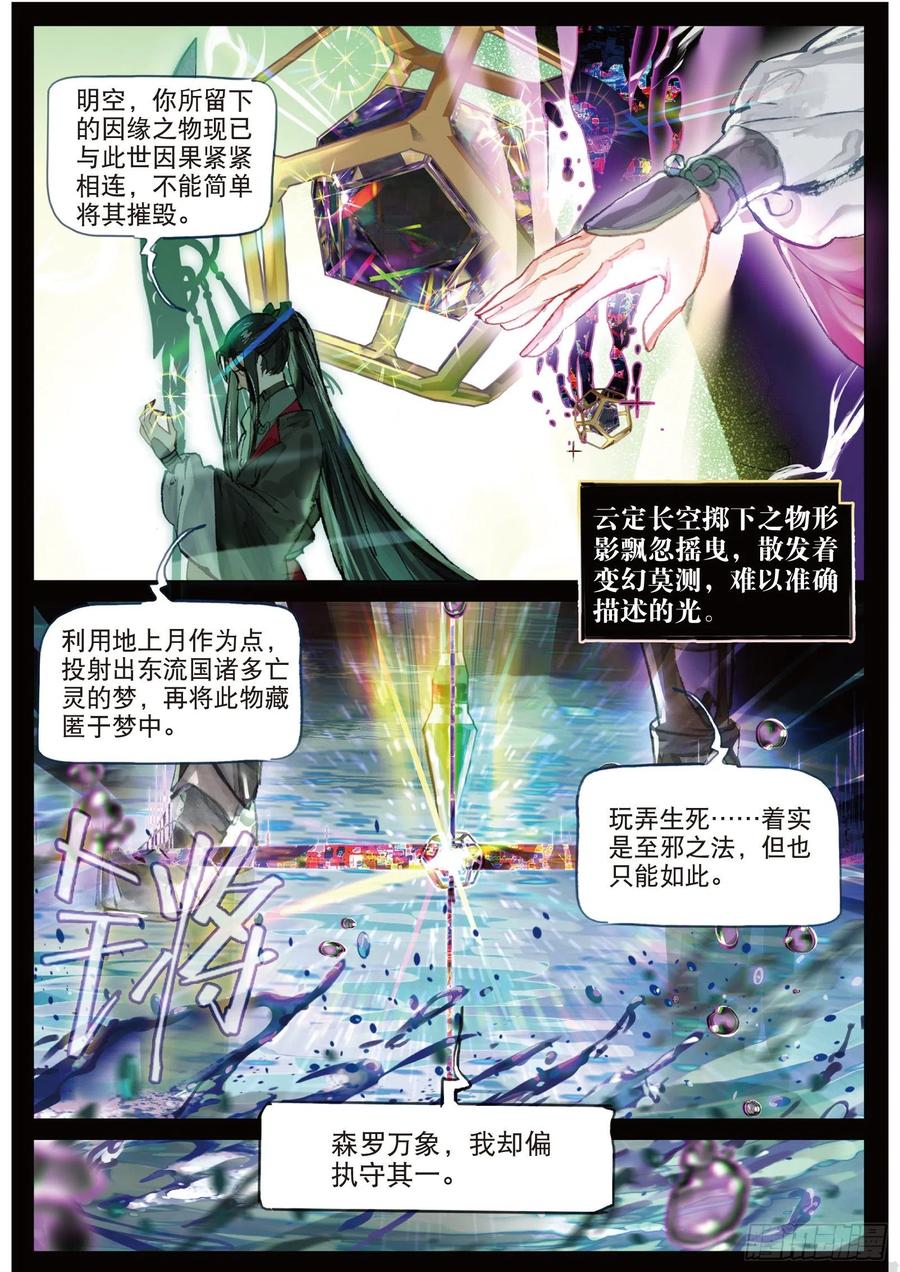 明空，你所留下
的因缘之物现已
与此世因果紧紧
相连，不能简单
将其摧毁。
云定长空掷下之物形
影飘忽摇曳，散发着
变幻莫测，难以准确
描述的光。
利用地上月作为点，
投射出东流国诸多亡
灵的梦，再将此物藏
匿于梦中。
玩弄生死……着实
是至邪之法，但也
只能如此。
锵
森罗万象，我却偏
执守其一。
腾讯动漫